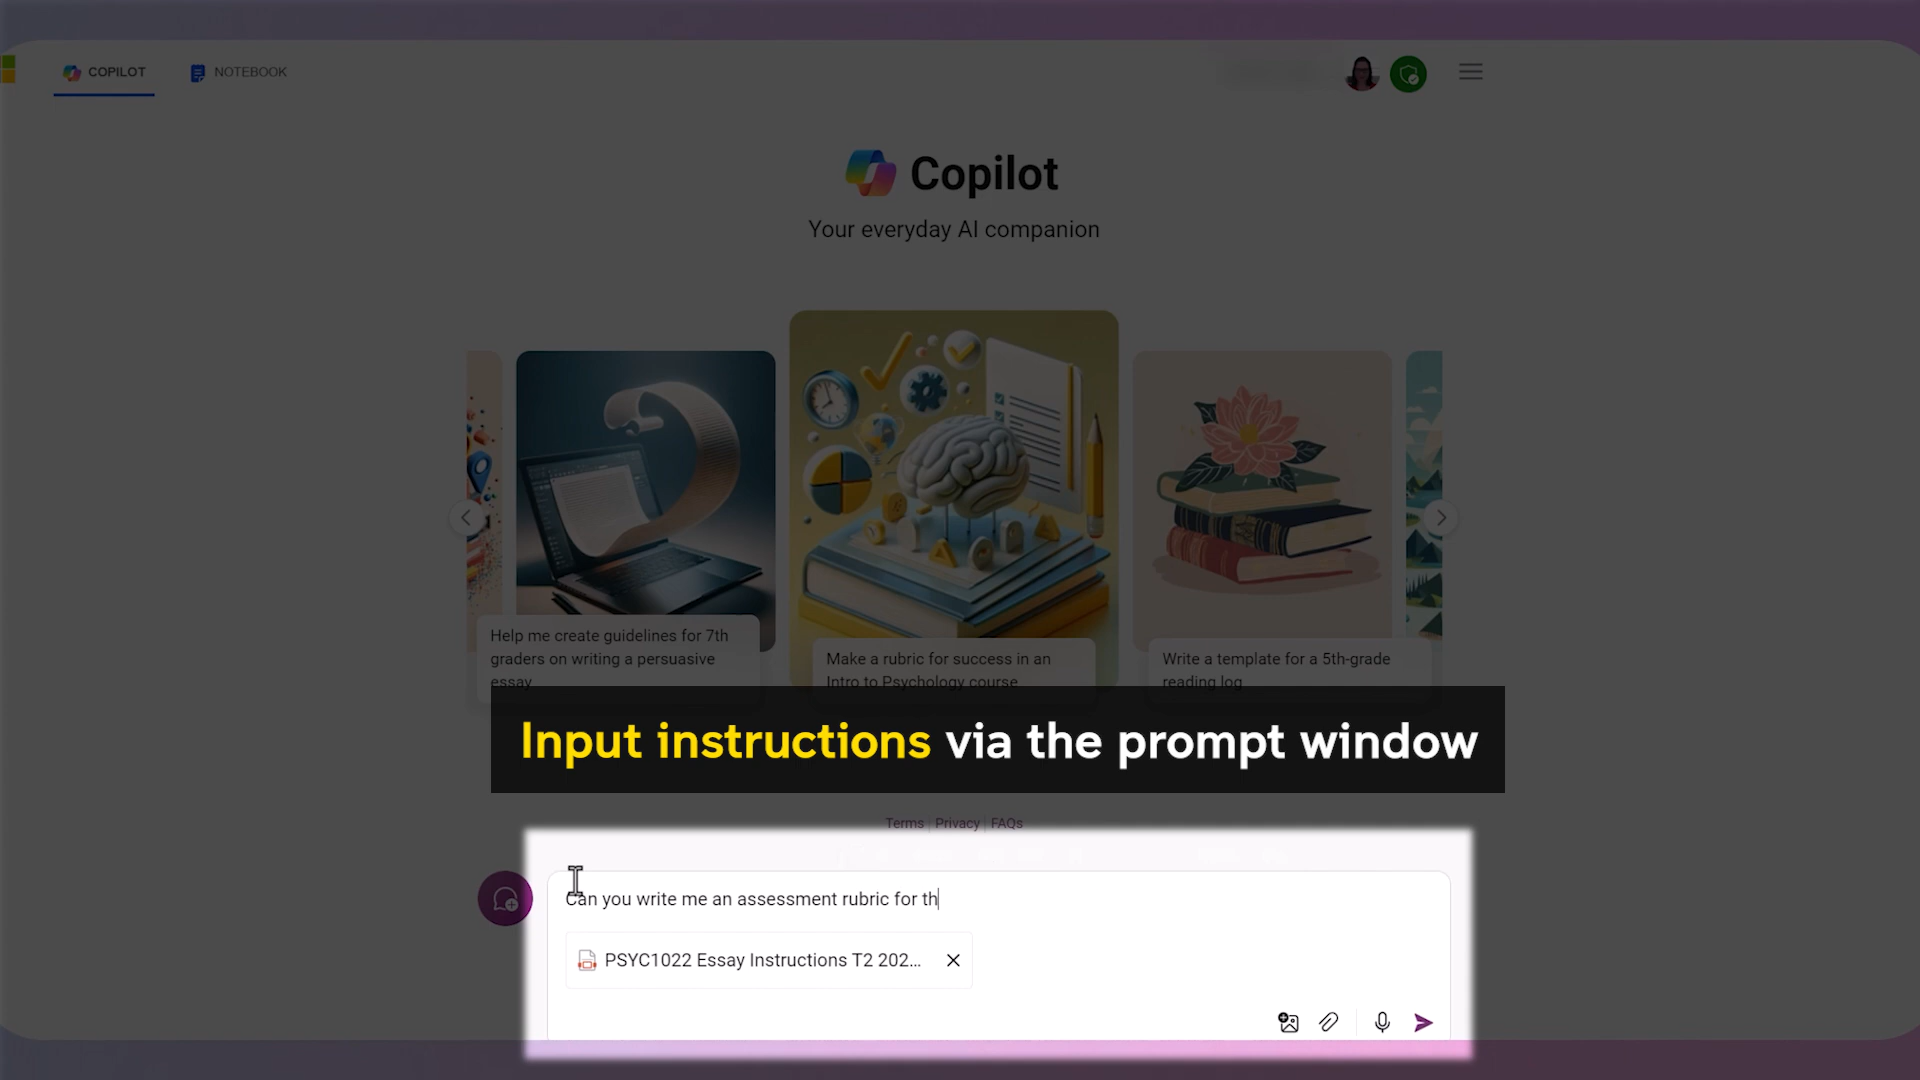 COPILOT
NOTEBOOK
Copilot
Your everyday AI companion
Help me create guidelines for 7th
graders on writing a persuasive
essay
Make a rubric for success in an
Intro to Psychology course.
Write a template for a 5th-grade
reading log
Input instructions via the prompt window
Terms | Privacy | FAQs
Can you write me an assessment rubric for th
PSYC1022 Essay Instructions T2 202...